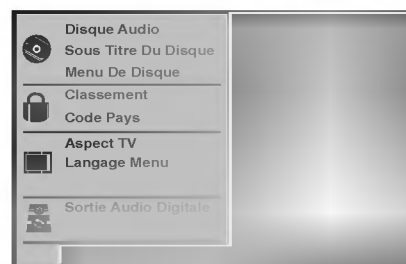 Disque Audio
Sous Titre Du Disque
Menu De Disque
Classement
Code Pays
Aspect TV
Langage Menu
Sortie Audio Digitale